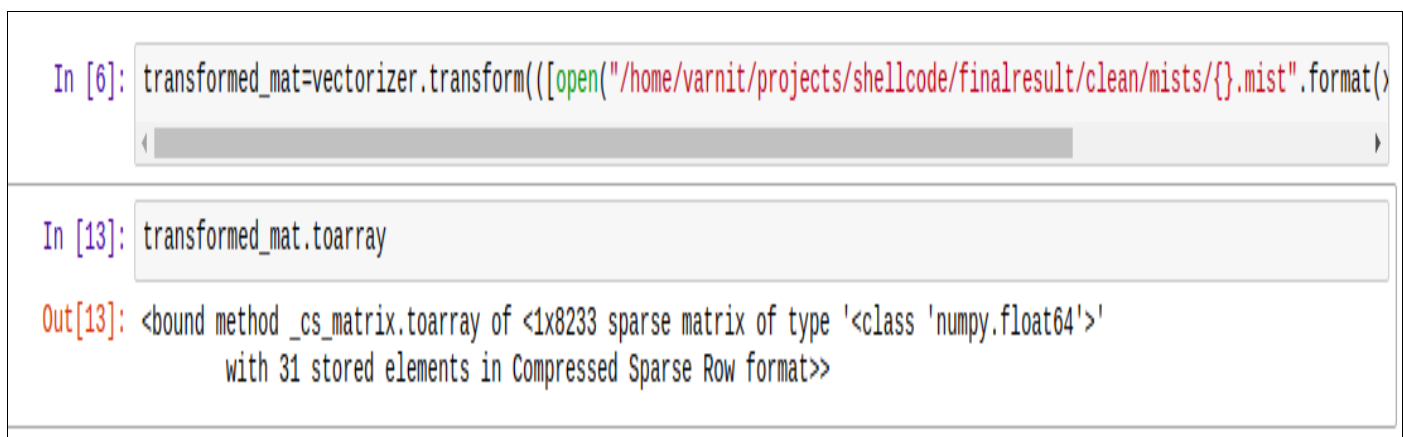 In [6]: transformed_mat=vectorizer.transform(([open("/home/varnit/projects/shellcode/finalresult/clean/mists/{}.mist".format(
In [13]: transformed_mat.toarray
Out[13]: <bound method _cs_matrix.toarray of <1x8233 sparse matrix of type '<class 'numpy.float64'>'
with 31 stored elements in Compressed Sparse Row format>>